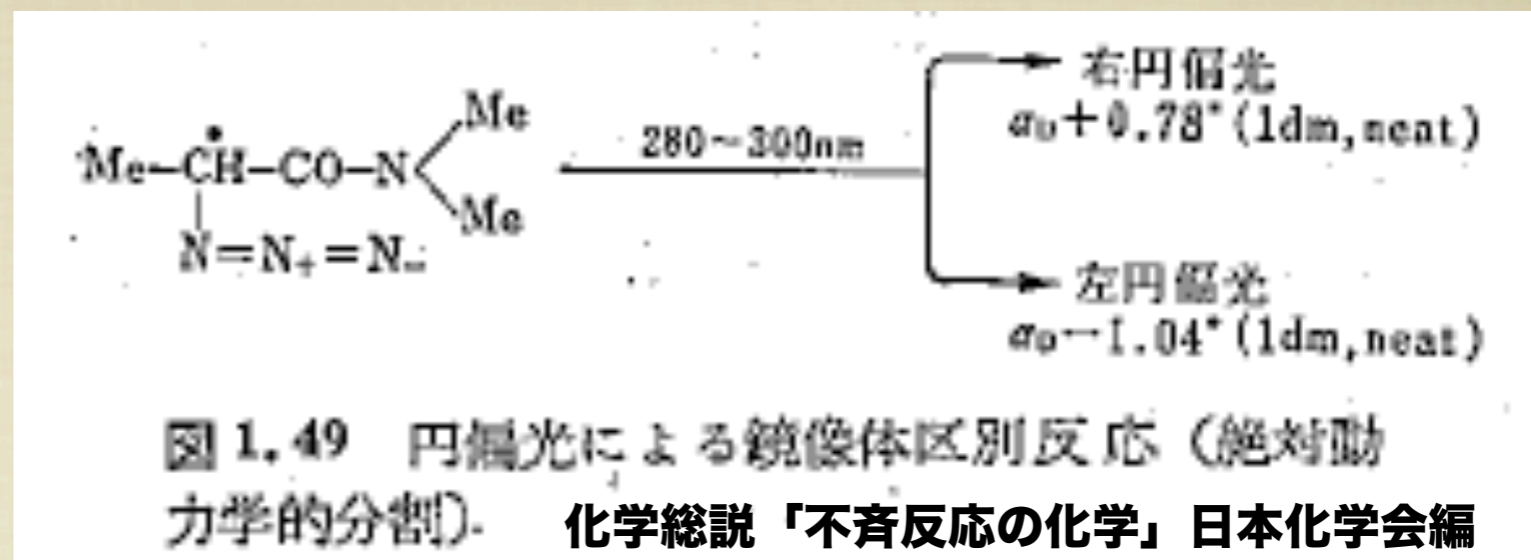 右円偏光
Me
280~300nm
αD+0.78°(1dm,neat)
Me-ĊH-CO-N
Me
N=N+=N-
左円偏光
αD-1.04°(1dm,neat)
図1.49 円偏光による鏡像体区別反応(絶対動
力学的分割).
化学総説「不斉反応の化学」日本化学会編